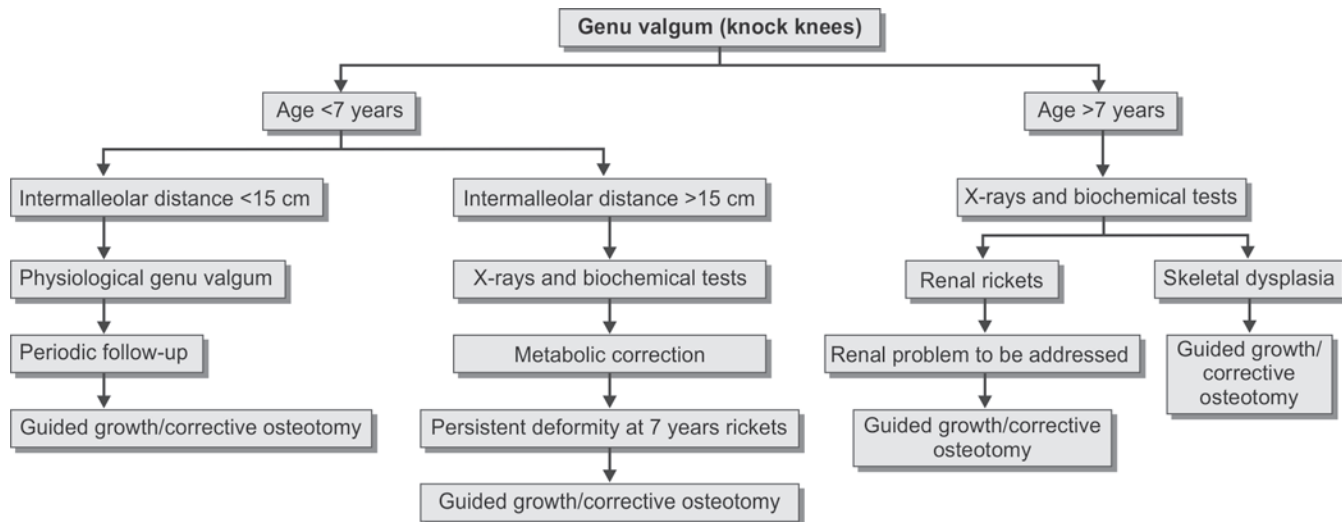 Genu valgum (knock knees)
Age <7 years
Age >7 years
Intermalleolar distance <15 cm
Intermalleolar distance >15 cm
X-rays and biochemical tests
Physiological genu valgum
X-rays and biochemical tests
Renal rickets
Skeletal dysplasia
Periodic follow-up
Metabolic correction
Renal problem to be addressed
Guided growth/
corrective
osteotomy
Guided growth/corrective osteotomy
Persistent deformity at 7 years rickets
Guided growth/corrective
osteotomy
Guided growth/corrective osteotomy